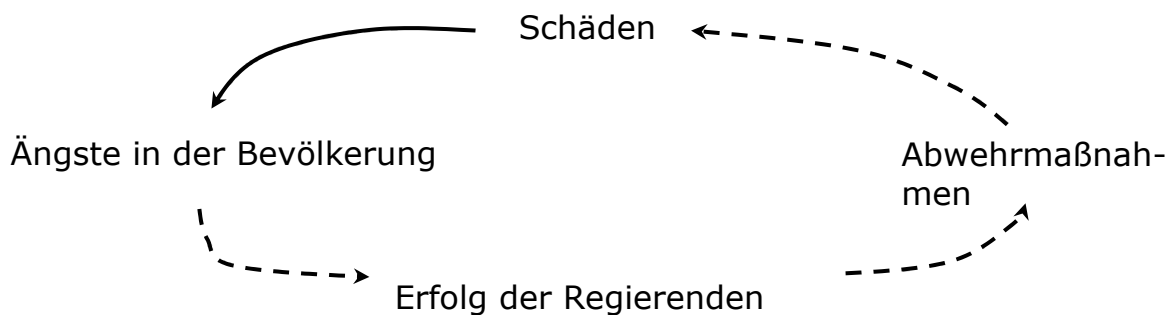 Schäden
Ängste in der Bevölkerung
Abwehrmaßnah-
men
Erfolg der Regierenden